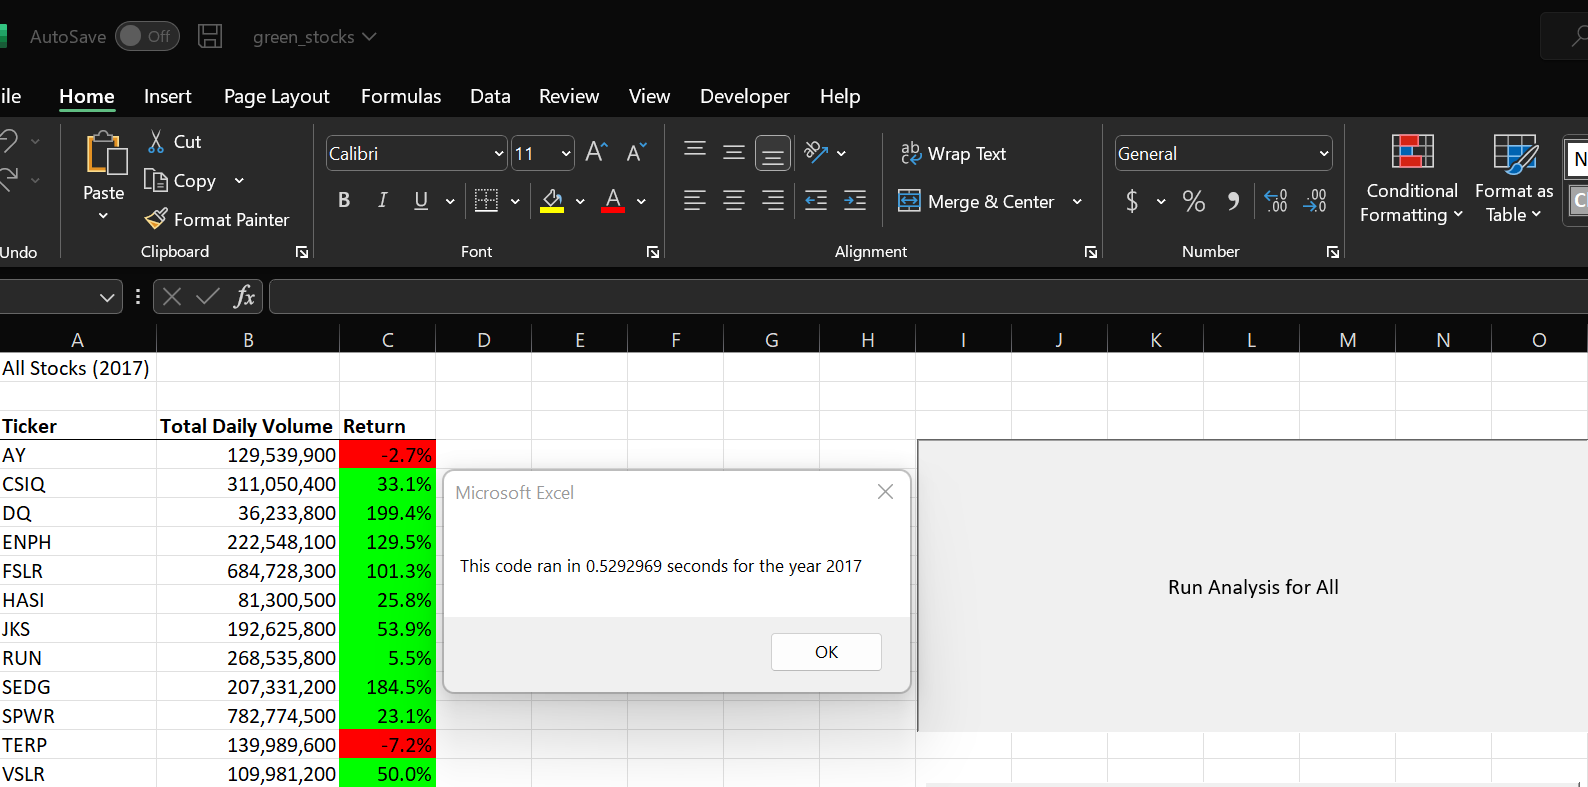 AutoSave Off green_stocks
ile Home Insert Page Layout Formulas Data Review View Developer Help
Cut
Calibri 11 A A ab Wrap Text General
Paste Copy Conditional Format as
B I U A Merge & Center $ % .00 .00 Formatting Table
Format Painter
Undo Clipboard Font Alignment Number
fx
A B C D E F G H I J K L M N O
All Stocks (2017)
Ticker Total Daily Volume Return
AY 129,539,900 -2.7%
CSIQ 311,050,400 33.1%
DQ 36,233,800 199.4%
ENPH 222,548,100 129.5%
FSLR 684,728,300 101.3%
HASI 81,300,500 25.8%
JKS 192,625,800 53.9%
RUN 268,535,800 5.5%
SEDG 207,331,200 184.5%
SPWR 782,774,500 23.1%
TERP 139,989,600 -7.2%
VSLR 109,981,200 50.0%
Microsoft Excel
This code ran in 0.5292969 seconds for the year 2017
OK
Run Analysis for All